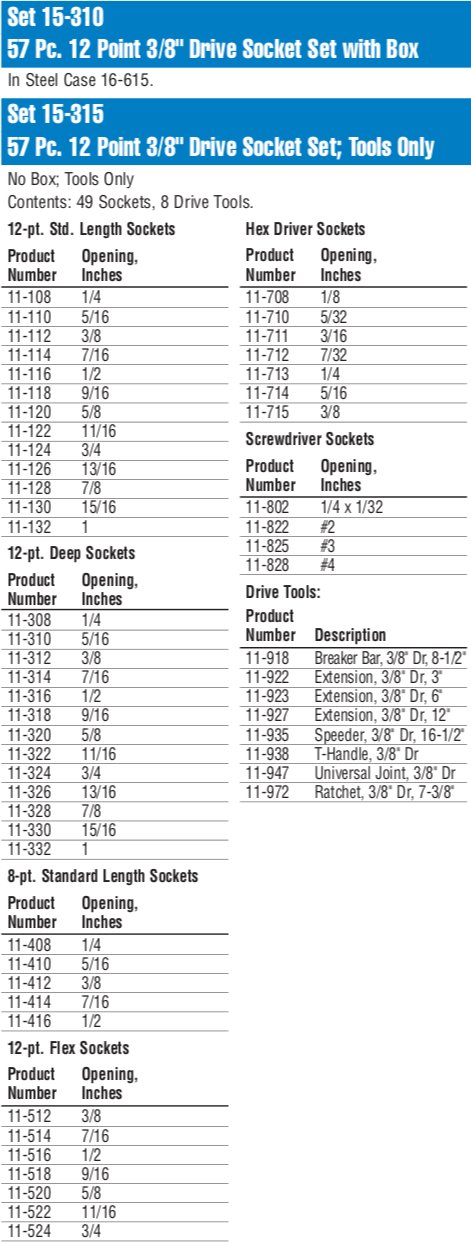 Set 15-310
57 Pc. 12 Point 3/8" Drive Socket Set with Box
In Steel Case 16-615.
Set 15-315
57 Pc. 12 Point 3/8" Drive Socket Set; Tools Only
No Box; Tools Only
Contents: 49 Sockets, 8 Drive Tools.
12-pt. Std. Length Sockets
Product Opening,
Number Inches
11-108 1/4
11-110 5/16
11-112 3/8
11-114 7/16
11-116 1/2
11-118 9/16
11-120 5/8
11-122 11/16
11-124 3/4
11-126 13/16
11-128 7/8
11-130 15/16
11-132 1
12-pt. Deep Sockets
Product Opening,
Number Inches
11-308 1/4
11-310 5/16
11-312 3/8
11-314 7/16
11-316 1/2
11-318 9/16
11-320 5/8
11-322 11/16
11-324 3/4
11-326 13/16
11-328 7/8
11-330 15/16
11-332 1
8-pt. Standard Length Sockets
Product Opening,
Number Inches
11-408 1/4
11-410 5/16
11-412 3/8
11-414 7/16
11-416 1/2
12-pt. Flex Sockets
Product Opening,
Number Inches
11-512 3/8
11-514 7/16
11-516 1/2
11-518 9/16
11-520 5/8
11-522 11/16
11-524 3/4
Hex Driver Sockets
Product Opening,
Number Inches
11-708 1/8
11-710 5/32
11-711 3/16
11-712 7/32
11-713 1/4
11-714 5/16
11-715 3/8
Screwdriver Sockets
Product Opening,
Number Inches
11-802 1/4 x 1/32
11-822 #2
11-825 #3
11-828 #4
Drive Tools:
Product
Number Description
11-918 Breaker Bar, 3/8" Dr, 8-1/2"
11-922 Extension, 3/8" Dr, 3"
11-923 Extension, 3/8" Dr, 6"
11-927 Extension, 3/8" Dr, 12"
11-935 Speeder, 3/8" Dr, 16-1/2"
11-938 T-Handle, 3/8" Dr
11-947 Universal Joint, 3/8" Dr
11-972 Ratchet, 3/8" Dr, 7-3/8"